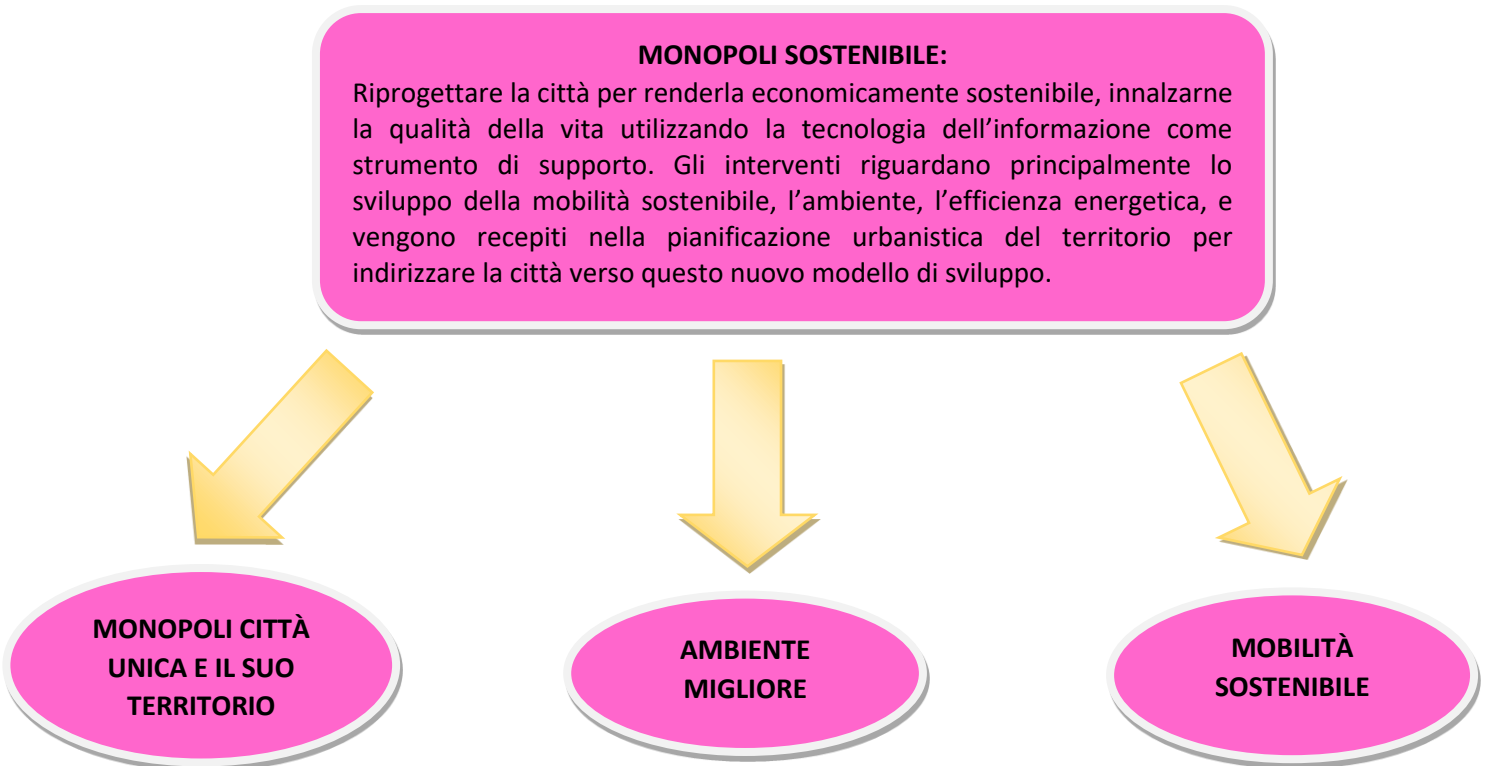 MONOPOLI SOSTENIBILE:
Riprogettare la città per renderla economicamente sostenibile, innalzarne
la qualità della vita utilizzando la tecnologia dell’informazione come
strumento di supporto. Gli interventi riguardano principalmente lo
sviluppo della mobilità sostenibile, l’ambiente, l’efficienza energetica, e
vengono recepiti nella pianificazione urbanistica del territorio per
indirizzare la città verso questo nuovo modello di sviluppo.
MONOPOLI CITTÀ
UNICA E IL SUO
TERRITORIO
AMBIENTE
MIGLIORE
MOBILITÀ
SOSTENIBILE